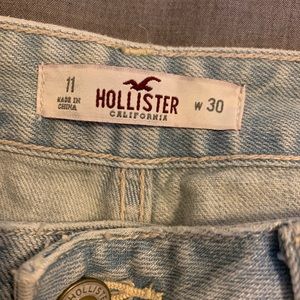 11
MADE IN
CHINA
HOLLISTER
CALIFORNIA
W 30
HOLLISTER